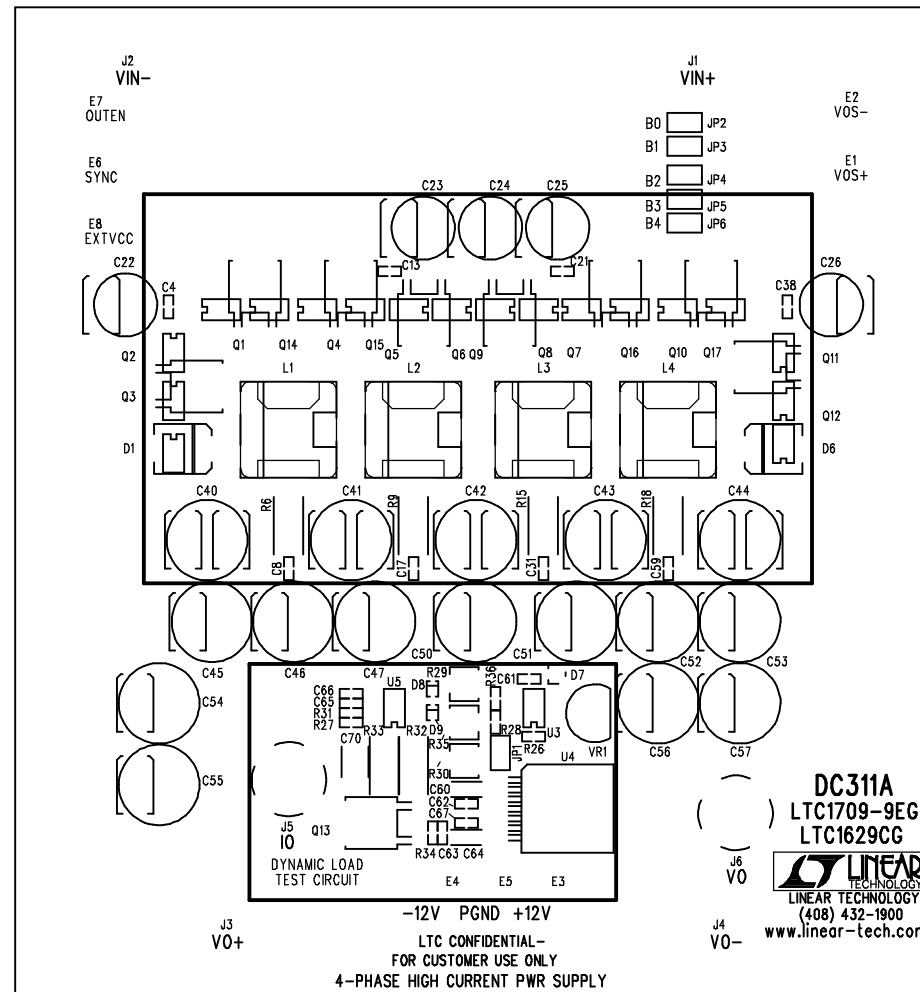 J2
VIN-
J1
VIN+
E7
OUTEN
E2
VOS-
B0 JP2
B1 JP3
E6
SYNC
E1
VOS+
B2 JP4
B3 JP5
B4 JP6
C23 C24 C25
E8
EXTVCC
C22 C13 C21 C26
C4 C38
Q1 Q14 Q4 Q15 Q5 Q6 Q9 Q8 Q7 Q16 Q10 Q17
Q2 Q11
L1 L2 L3 L4
Q3 Q12
D1 D6
C40 R6 C41 R9 C42 R15 C43 R18 C44
C8 C17 C31 C59
C45 C46 C47 C50 C51 C52 C53
R29 R36 C61 D7
C66 U5 D8
C65
R31
R27
C54 C56 C57
C70 R33 R32 D9 R28 U3 VR1
R35 JP1 R26
U4
R30
C60
C55
C62
C67
J5
IO
Q13
R34 C63 C64
DYNAMIC LOAD
TEST CIRCUIT
E4 E5 E3
-12V PGND +12V
J6
VO
DC311A
LTC1709-9EG
LTC1629CG
LT LINEAR
TECHNOLOGY
LINEAR TECHNOLOGY
(408) 432-1900
www.linear-tech.com
J3
VO+
J4
VO-
LTC CONFIDENTIAL-
FOR CUSTOMER USE ONLY
4-PHASE HIGH CURRENT PWR SUPPLY